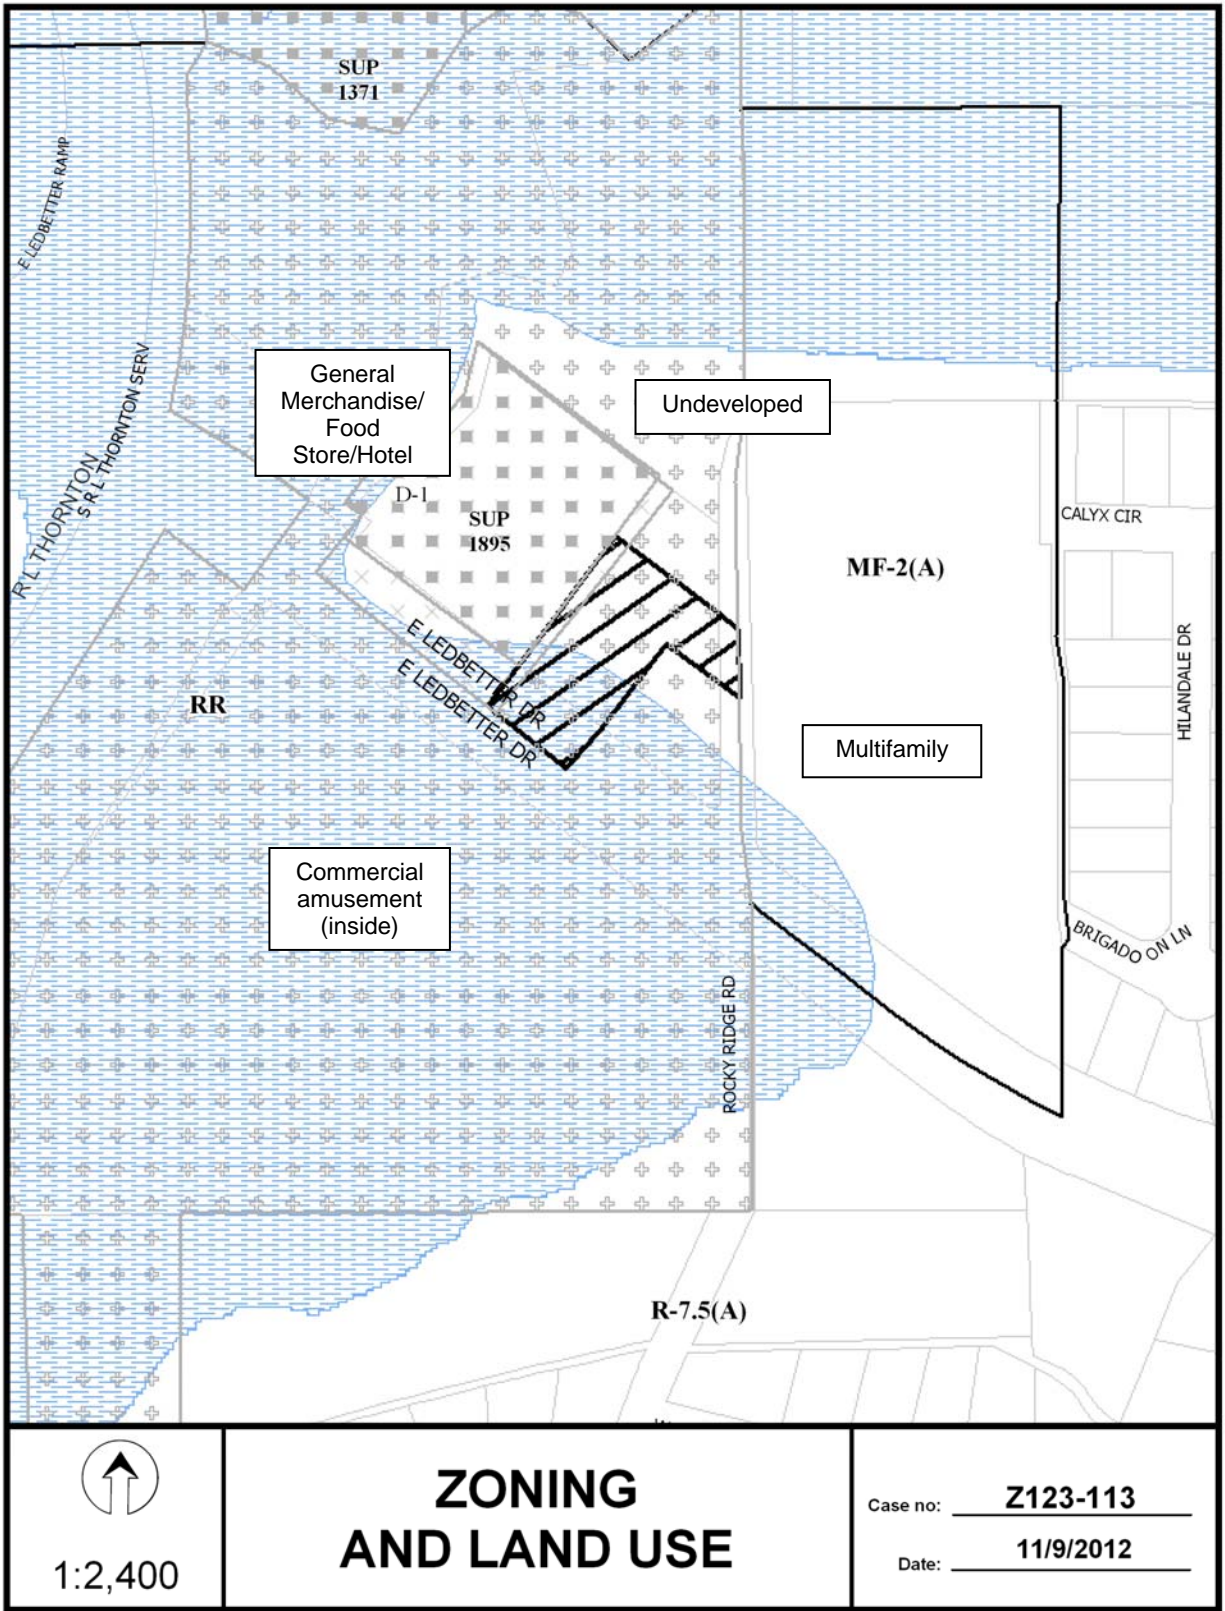 SUP
1371
E LEDBETTER RAMP
S R L THORNTON SERV
R L THORNTON
General
Merchandise/
Food
Store/Hotel
Undeveloped
D-1
SUP
1895
CALYX CIR
MF-2(A)
E LEDBETTER DR
E LEDBETTER DR
HILANDALE DR
RR
Multifamily
Commercial
amusement
(inside)
BRIGADO ON LN
ROCKY RIDGE RD
R-7.5(A)
1:2,400
ZONING
AND LAND USE
Case no: Z123-113
Date: 11/9/2012